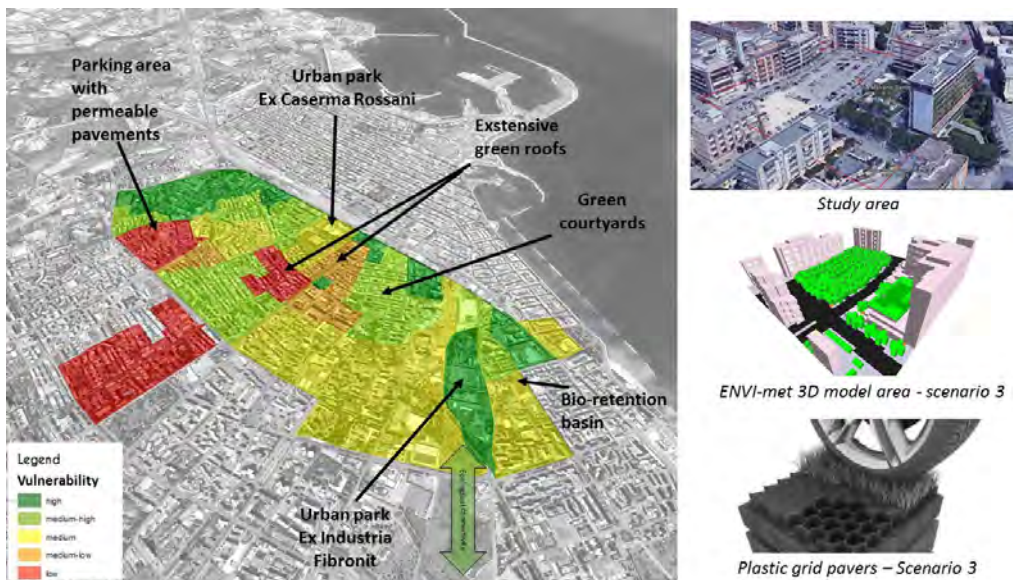 Parking area
with
permeable
pavements
Urban park
Ex Caserma Rossani
Exstensive
green roofs
Green
courtyards
Bio-retention
basin
Urban park
Ex Industria
Fibronit
Legend
Vulnerability
high
medium-high
medium
medium-low
low
Study area
ENVI-met 3D model area - scenario 3
Plastic grid pavers – Scenario 3